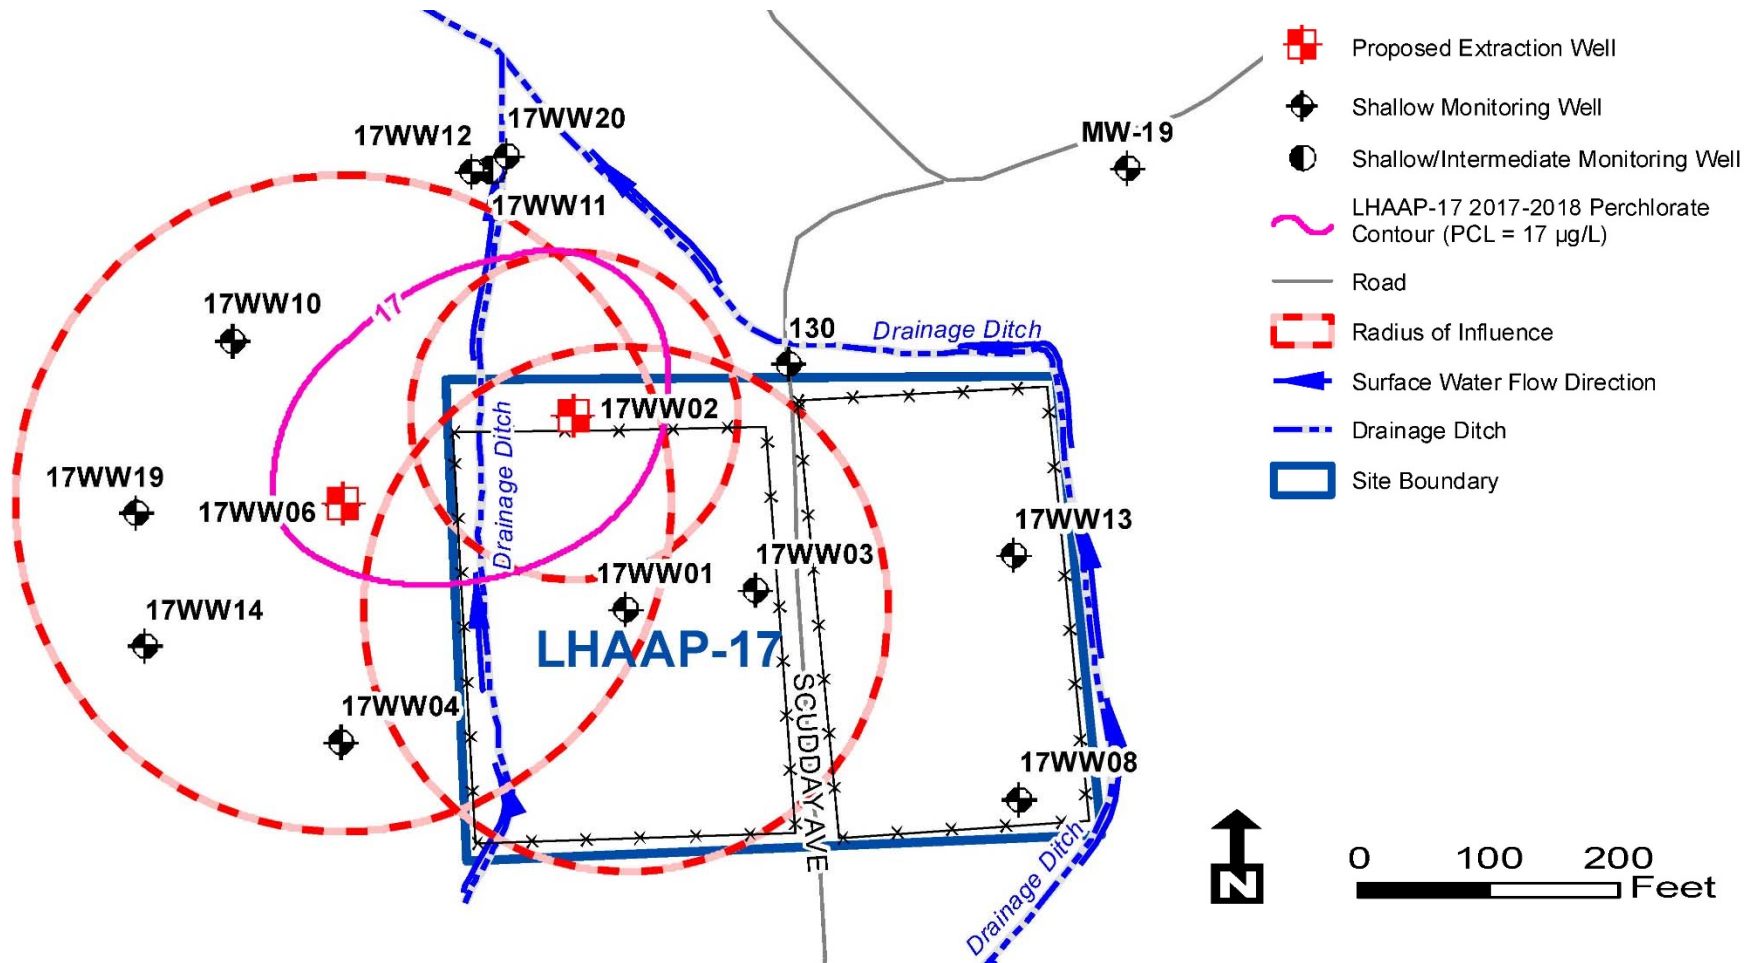 Proposed Extraction Well
Shallow Monitoring Well
Shallow/Intermediate Monitoring Well
LHAAP-17 2017-2018 Perchlorate
Contour (PCL = 17 µg/L)
Road
Radius of Influence
Surface Water Flow Direction
Drainage Ditch
Site Boundary
17WW20
17WW12
MW-19
17WW11
17WW10
17
130
Drainage Ditch
17WW02
Drainage Ditch
17WW19
17WW06
17WW13
17WW03
17WW01
17WW14
LHAAP-17
SCUDDAY AVE
17WW04
17WW08
Drainage Ditch
N
0 100 200
Feet